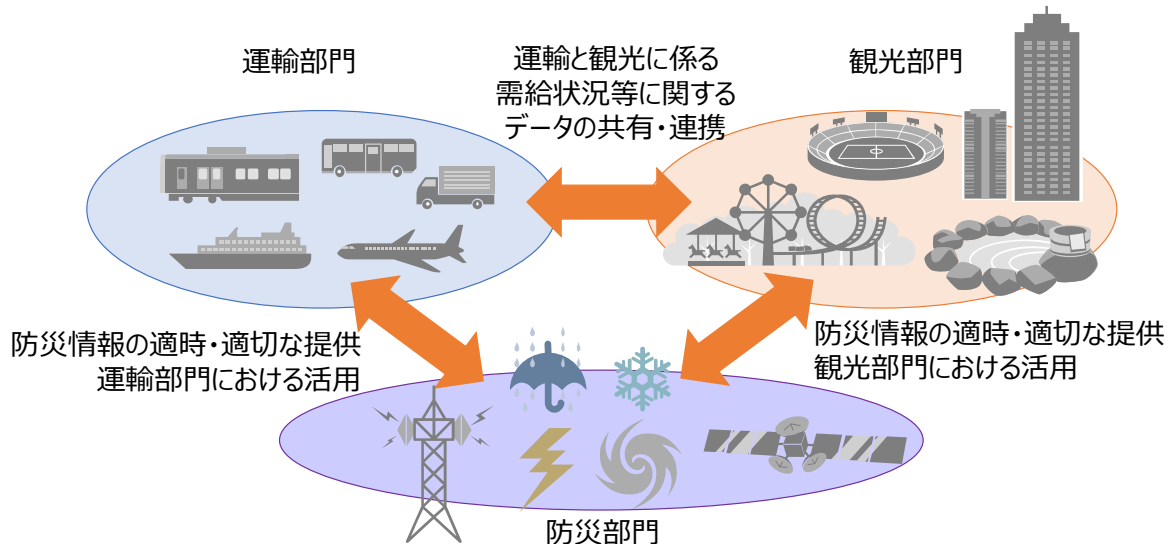 運輸部門
運輸と観光に係る
需給状況等に関する
データの共有・連携
観光部門
防災情報の適時・適切な提供
運輸部門における活用
防災情報の適時・適切な提供
観光部門における活用
防災部門